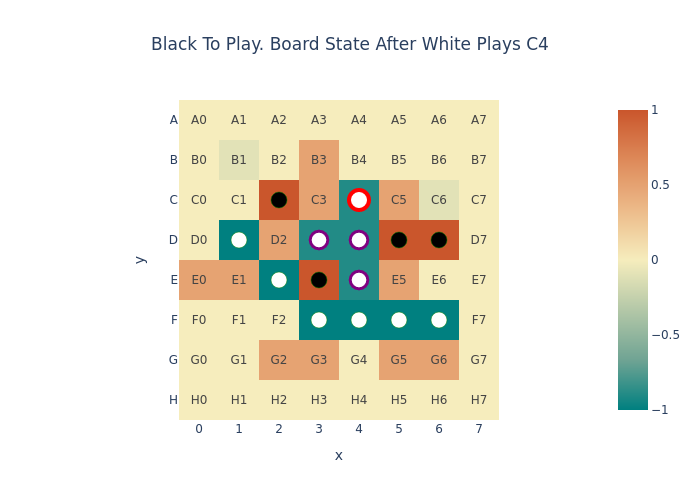 Black To Play. Board State After White Plays C4
A A0 A1 A2 A3 A4 A5 A6 A7
B B0 B1 B2 B3 B4 B5 B6 B7
C C0 C1 C3 C5 C6 C7
D D0 D2 D7
E E0 E1 E5 E6 E7
F F0 F1 F2 F7
G G0 G1 G2 G3 G4 G5 G6 G7
H H0 H1 H2 H3 H4 H5 H6 H7
0 1 2 3 4 5 6 7
x
y
1
0.5
0
−0.5
−1